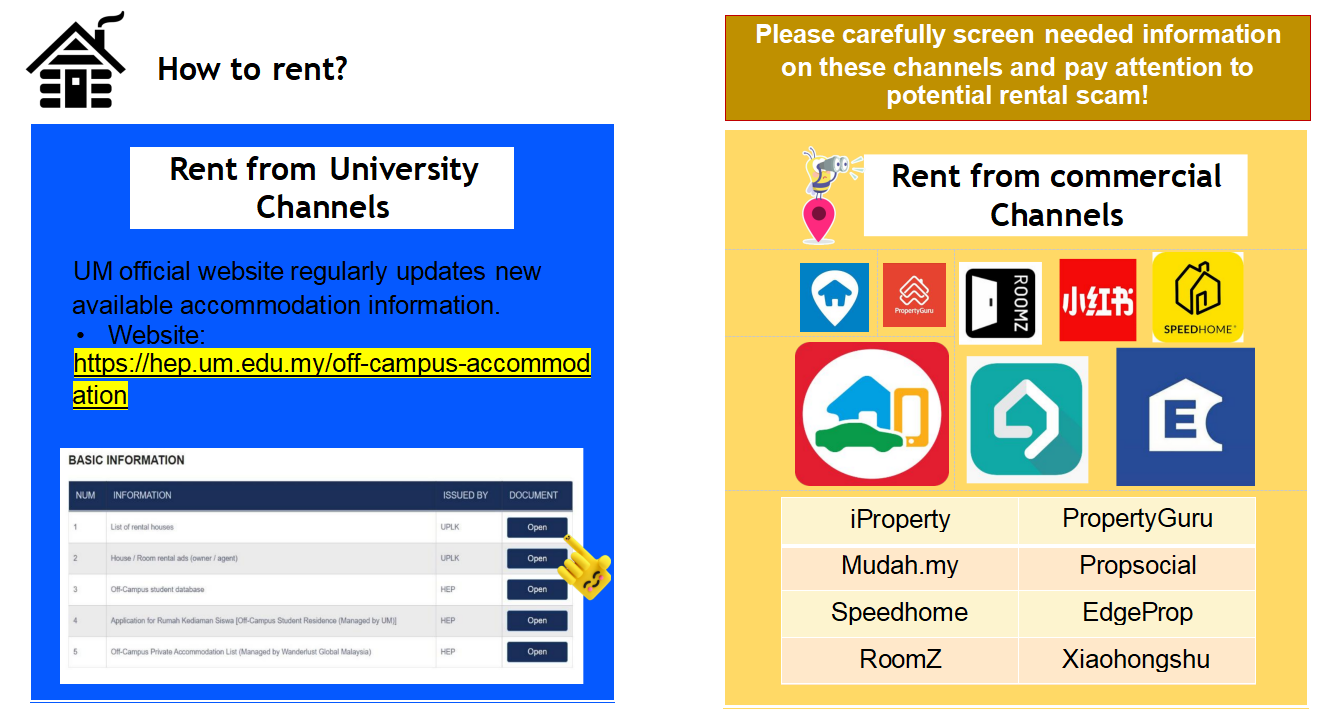 How to rent?
Rent from University
Channels
UM official website regularly updates new
available accommodation information.
• Website:
https://hep.um.edu.my/off-campus-accommod
ation
BASIC INFORMATION
NUM INFORMATION ISSUED BY DOCUMENT
1 List of rental houses UPLK Open
2 House / Room rental ads (owner / agent) UPLK Open
3 Off-Campus student database HEP Open
4 Application for Rumah Kediaman Siswa [Off-Campus Student Residence (Managed by UM)] HEP Open
5 Off-Campus Private Accommodation List (Managed by Wanderlust Global Malaysia) HEP Open
Please carefully screen needed information
on these channels and pay attention to
potential rental scam!
Rent from commercial
Channels
PropertyGuru
ROOMZ
小红书
SPEEDHOME
E
iProperty PropertyGuru
Mudah.my Propsocial
Speedhome EdgeProp
RoomZ Xiaohongshu